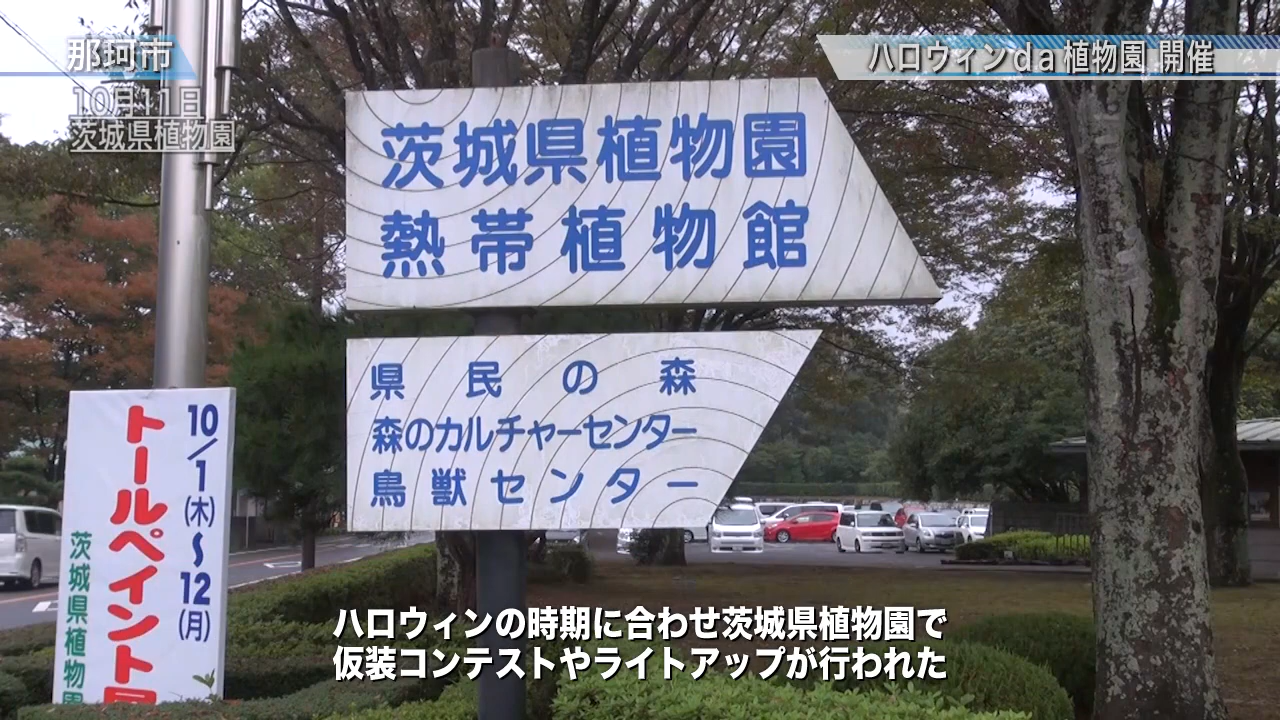 那珂市
10月11日
茨城県植物園
ハロウィンda植物園 開催
茨城県植物園
熱帯植物館
県民の森
森のカルチャーセンター
鳥獣センター
10/1(木)～12(月)
トールペイント展
茨城県植物園
ハロウィンの時期に合わせ茨城県植物園で
仮装コンテストやライトアップが行われた